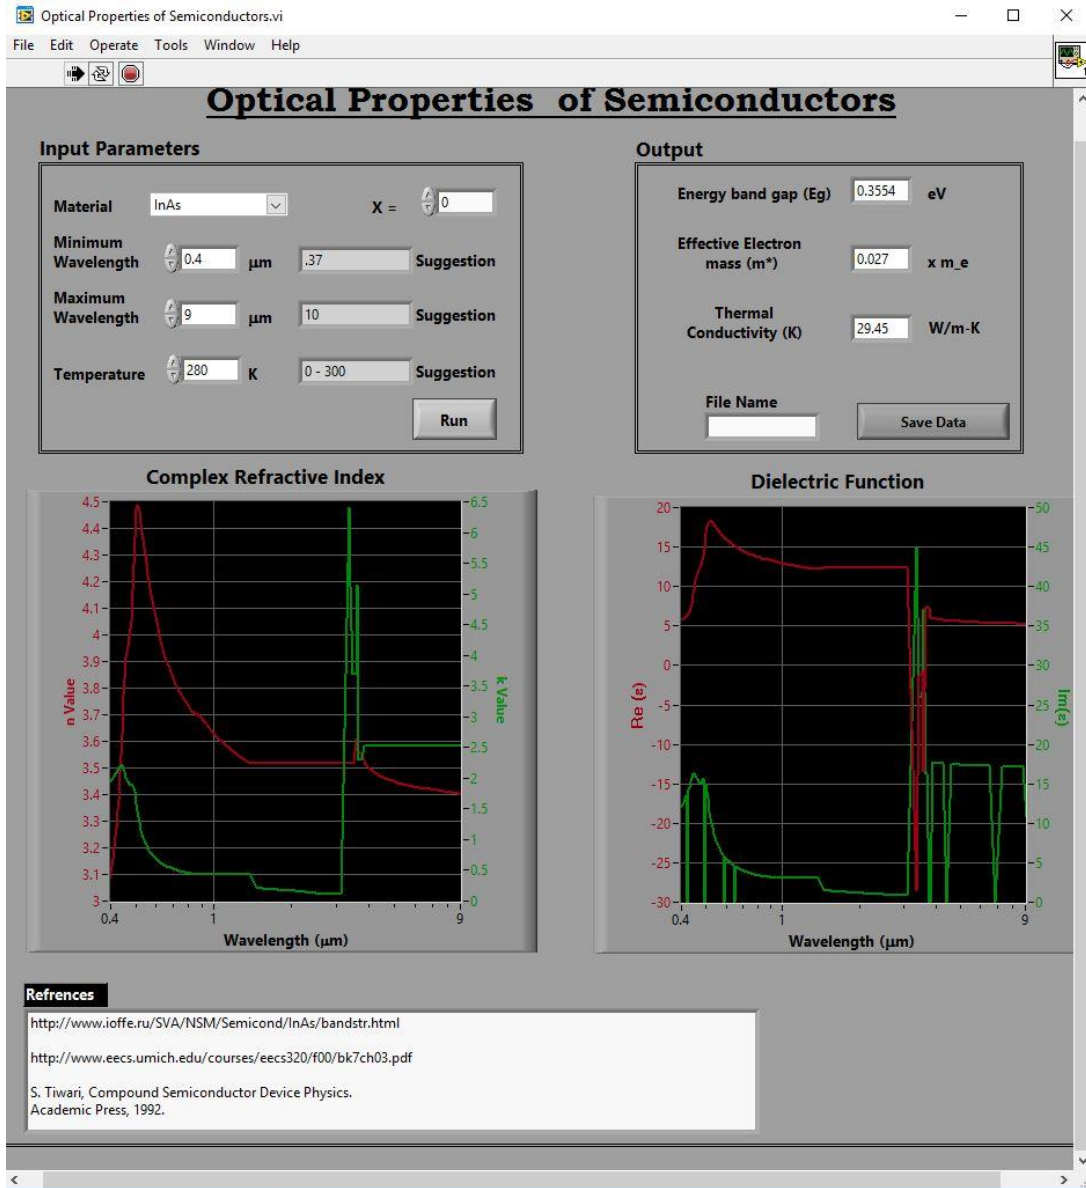 Optical Properties of Semiconductors.vi
File Edit Operate Tools Window Help
Optical Properties of Semiconductors
Input Parameters
Material InAs X = 0
Minimum
Wavelength 0.4 μm .37 Suggestion
Maximum
Wavelength 9 μm 10 Suggestion
Temperature 280 K 0 - 300 Suggestion
Run
Output
Energy band gap (Eg) 0.3554 eV
Effective Electron
mass (m*) 0.027 x m_e
Thermal
Conductivity (K) 29.45 W/m-K
File Name
Save Data
Complex Refractive Index
4.5
4.4
4.3
4.2
4.1
4
3.9
3.8
3.7
3.6
3.5
3.4
3.3
3.2
3.1
3
n Value
6.5
6
5.5
5
4.5
4
3.5
3
2.5
2
1.5
1
0.5
0
k Value
0.4 1 9
Wavelength (μm)
Dielectric Function
20
15
10
5
0
-5
-10
-15
-20
-25
-30
Re (ε)
50
45
40
35
30
25
20
15
10
5
0
Im(ε)
0.4 1 9
Wavelength (μm)
Refrences
http://www.ioffe.ru/SVA/NSM/Semicond/InAs/bandstr.html
http://www.eecs.umich.edu/courses/eecs320/f00/bk7ch03.pdf
S. Tiwari, Compound Semiconductor Device Physics.
Academic Press, 1992.